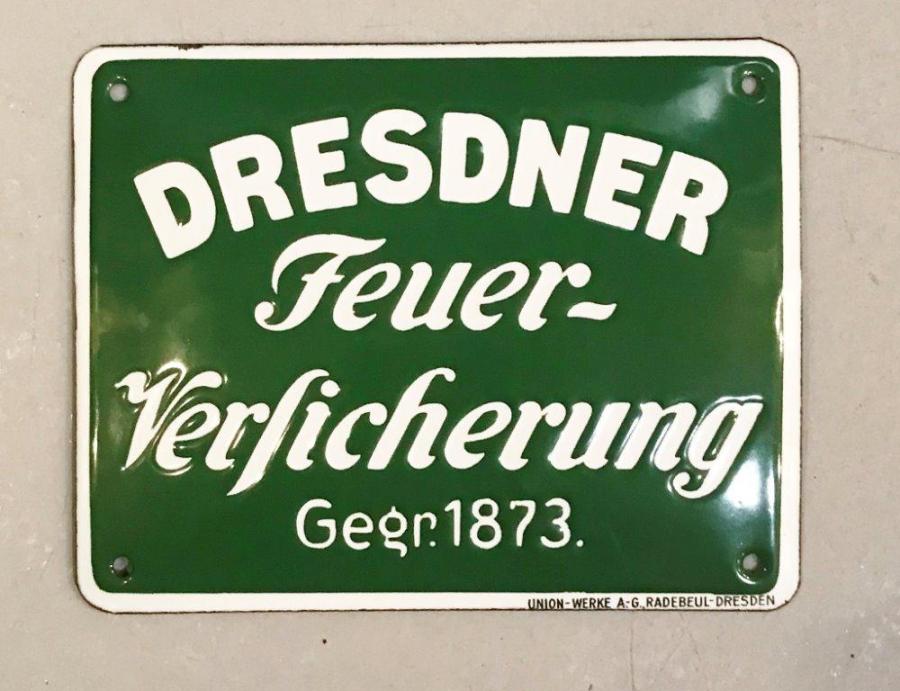 DRESDNER
Feuer-
Verſicherung
Gegr. 1873.
UNION-WERKE A.-G., RADEBEUL-DRESDEN